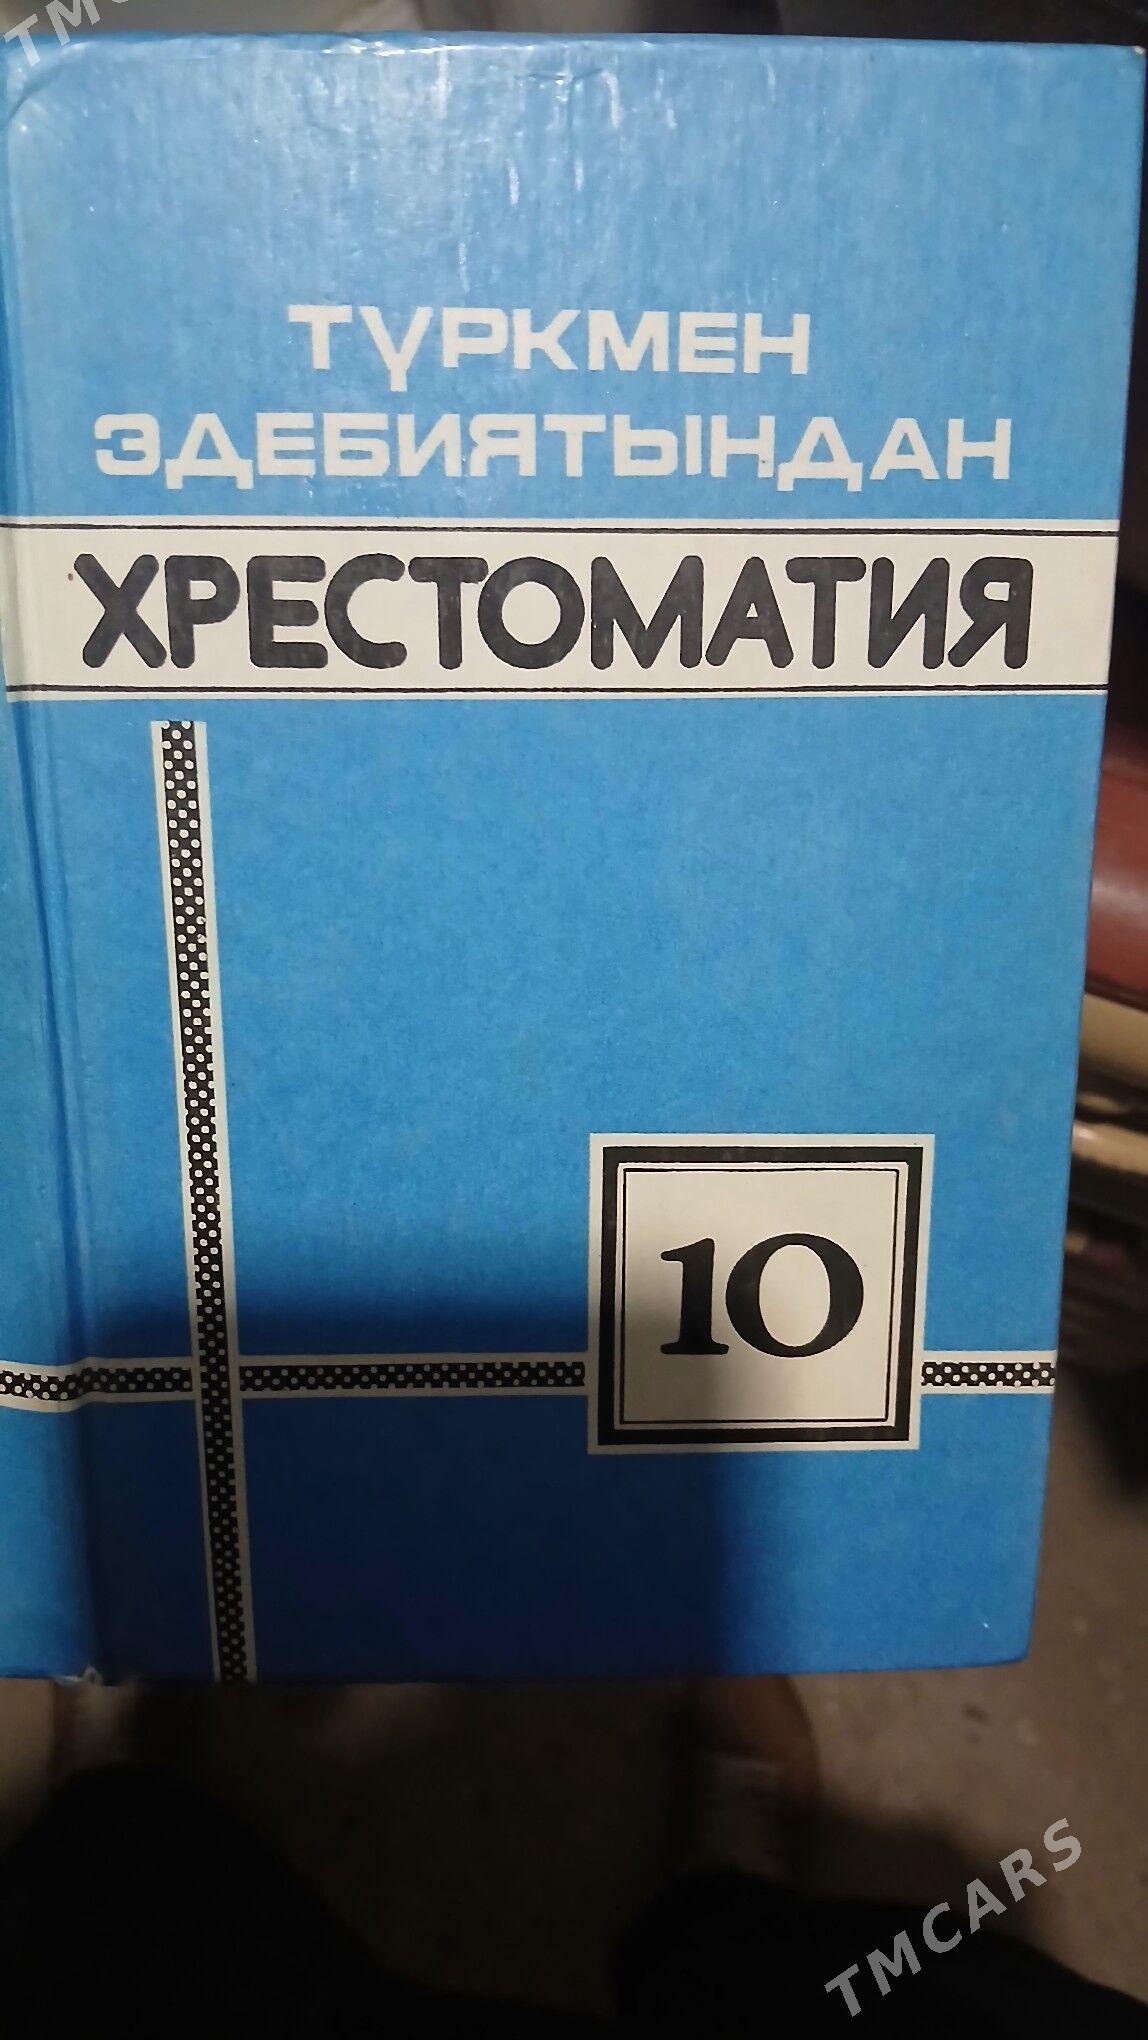 ТҮРКМЕН
ЭДЕБИЯТЫНДАН
ХРЕСТОМАТИЯ
10
TMCARS